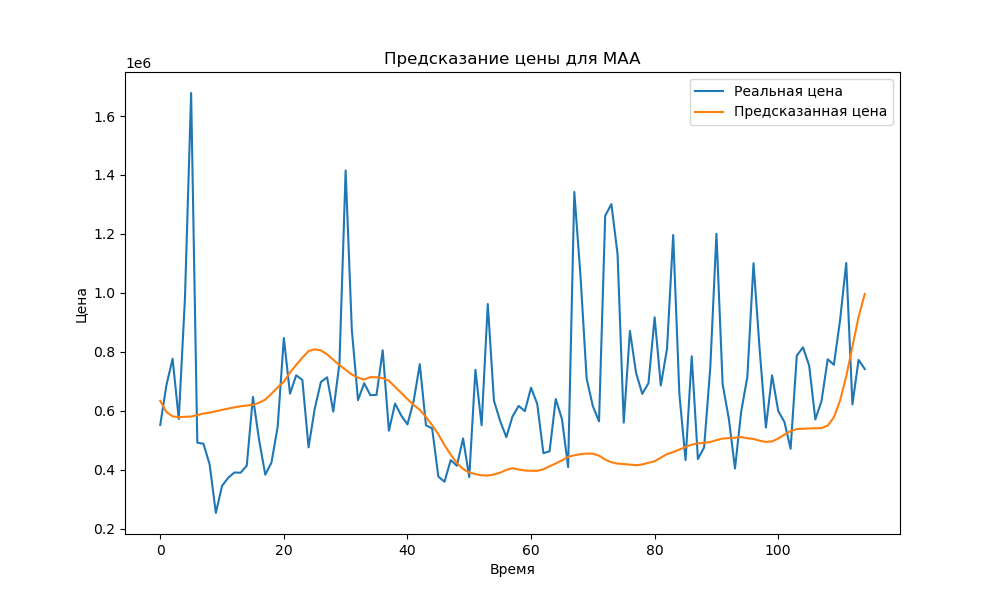 Предсказание цены для MAA
1e6
Реальная цена
Предсказанная цена
1.6
1.4
1.2
1.0
0.8
0.6
0.4
0.2
Цена
0 20 40 60 80 100
Время